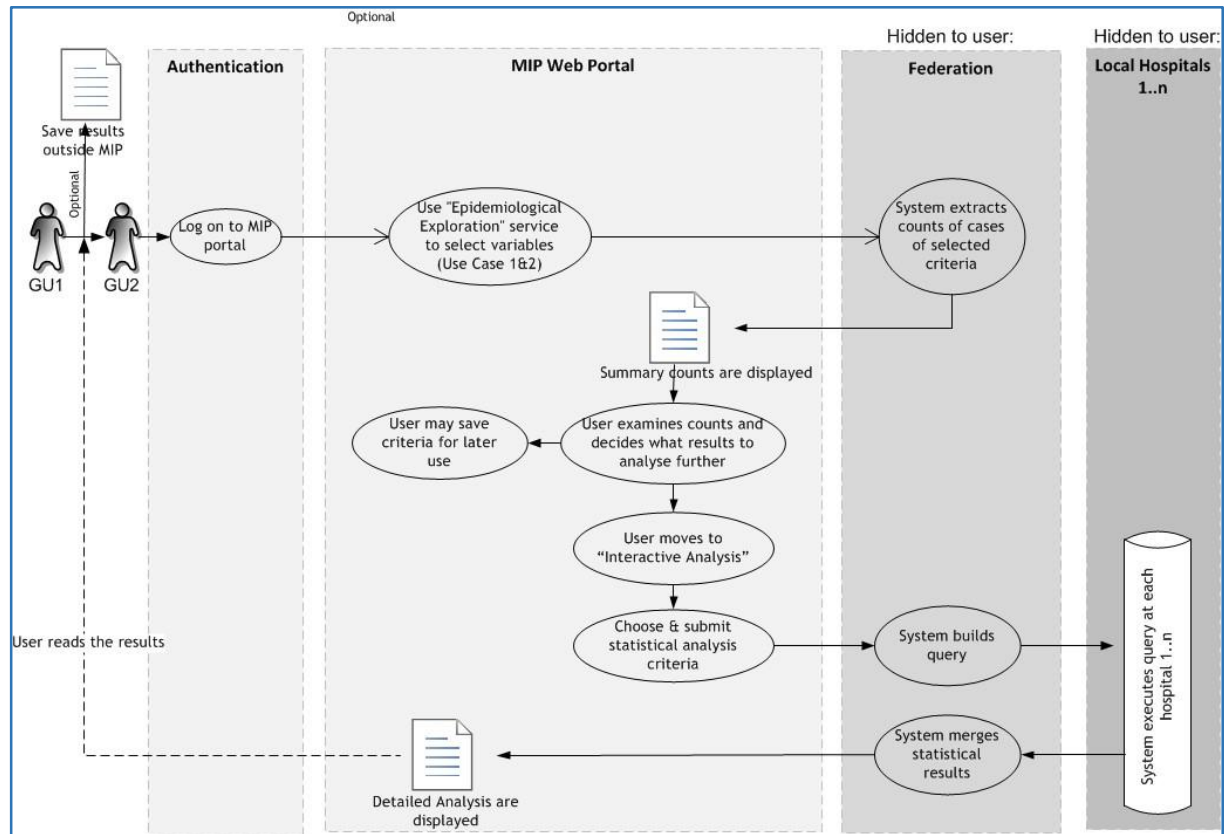 Optional
Hidden to user:
Hidden to user:
Authentication
MIP Web Portal
Federation
Local Hospitals
1..n
Save results
outside MIP
Optional
GU1
GU2
Log on to MIP
portal
Use "Epidemiological
Exploration" service
to select variables
(Use Case 1&2)
System extracts
counts of cases
of selected
criteria
Summary counts are displayed
User may save
criteria for later
use
User examines counts and
decides what results to
analyse further
User moves to
“Interactive Analysis”
Choose & submit
statistical analysis
criteria
System builds
query
System executes query at each
hospital 1..n
User reads the results
System merges
statistical
results
Detailed Analysis are
displayed